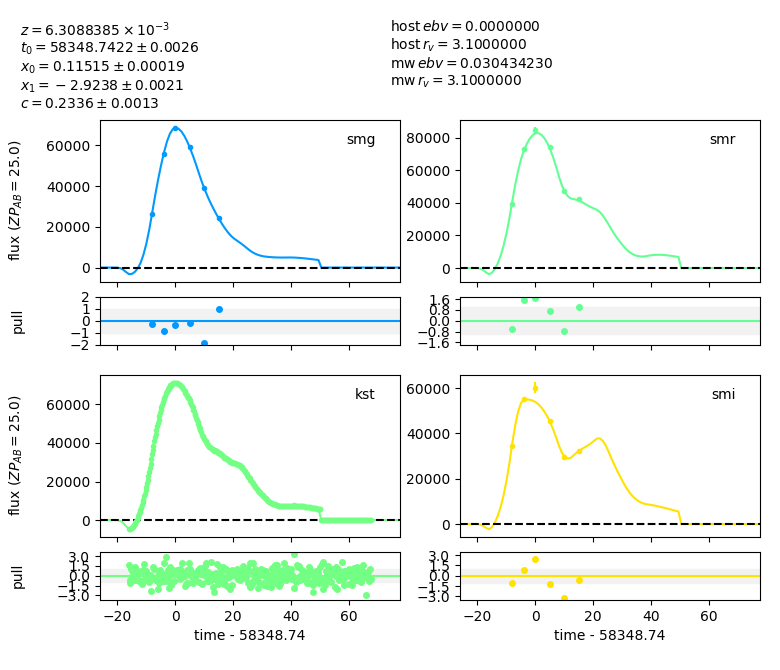 z = 6.3088385 × 10⁻³
t₀ = 58348.7422 ± 0.0026
x₀ = 0.11515 ± 0.00019
x₁ = −2.9238 ± 0.0021
c = 0.2336 ± 0.0013
host ebv = 0.0000000
host r_v = 3.1000000
mw ebv = 0.030434230
mw r_v = 3.1000000
flux (ZP_AB = 25.0)
60000
40000
20000
0
smg
80000
60000
40000
20000
0
smr
pull
2
1
0
−1
−2
1.6
0.8
0.0
−0.8
−1.6
flux (ZP_AB = 25.0)
60000
40000
20000
0
kst
60000
40000
20000
0
smi
pull
3.0
1.5
0.0
−1.5
−3.0
3.0
1.5
0.0
−1.5
−3.0
−20 0 20 40 60
−20 0 20 40 60
time - 58348.74
time - 58348.74